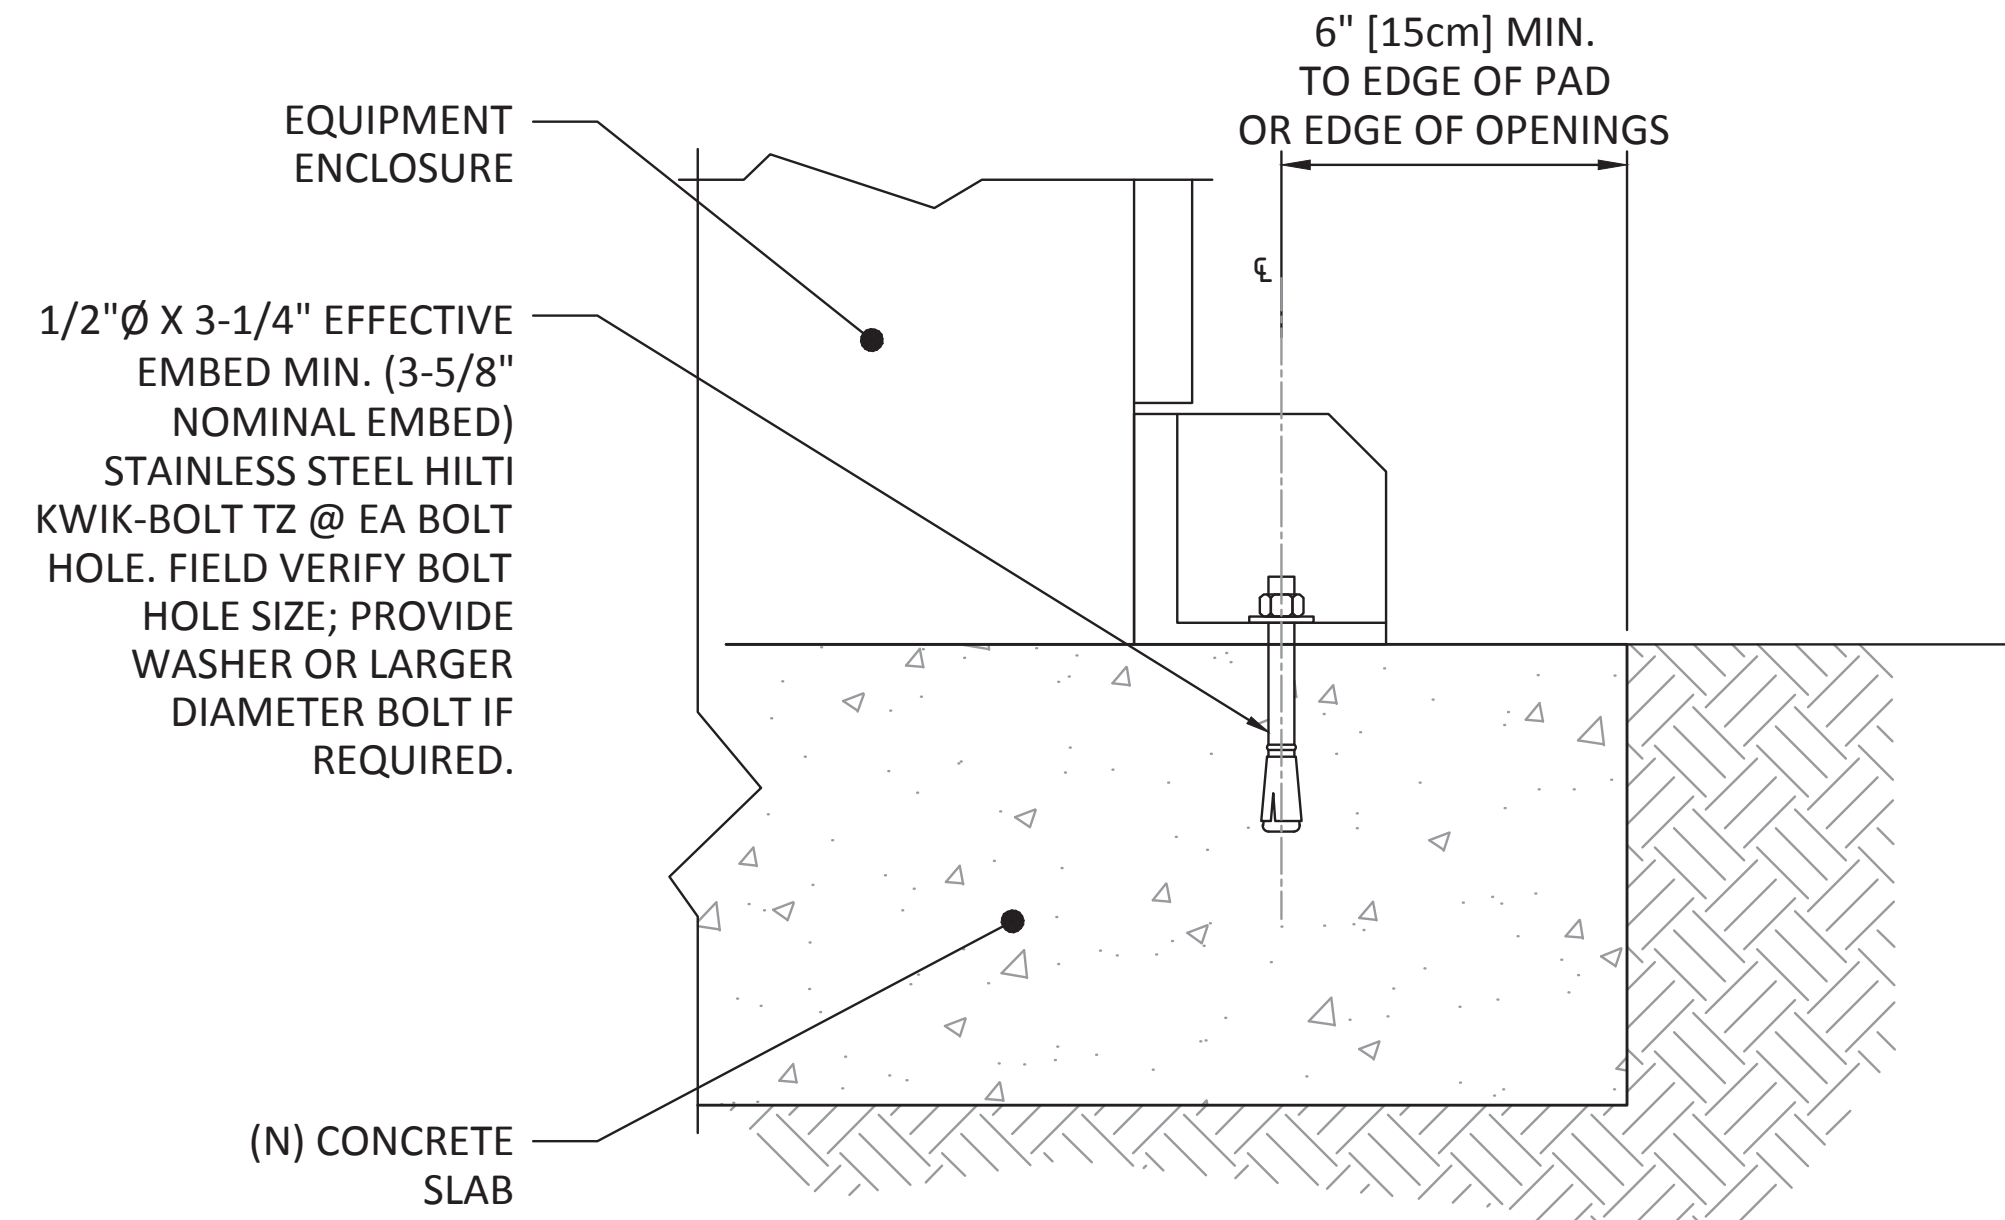 6" [15cm] MIN.
TO EDGE OF PAD
OR EDGE OF OPENINGS
EQUIPMENT
ENCLOSURE
℄
1/2"Ø X 3-1/4" EFFECTIVE
EMBED MIN. (3-5/8"
NOMINAL EMBED)
STAINLESS STEEL HILTI
KWIK-BOLT TZ @ EA BOLT
HOLE. FIELD VERIFY BOLT
HOLE SIZE; PROVIDE
WASHER OR LARGER
DIAMETER BOLT IF
REQUIRED.
(N) CONCRETE
SLAB